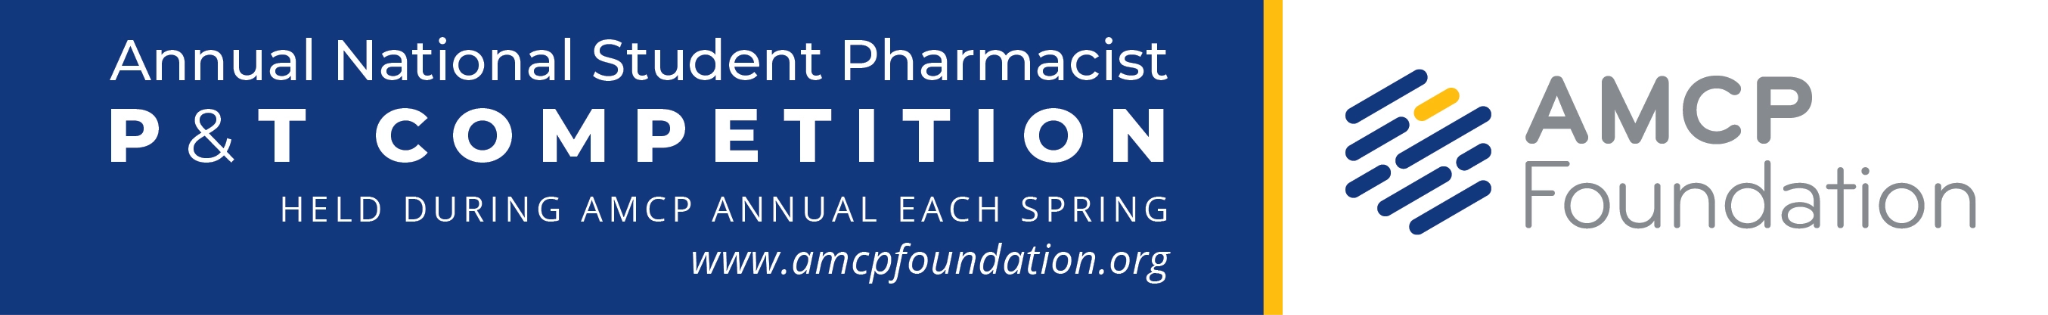 Annual National Student Pharmacist
P&T COMPETITION
HELD DURING AMCP ANNUAL EACH SPRING
www.amcpfoundation.org
AMCP
Foundation